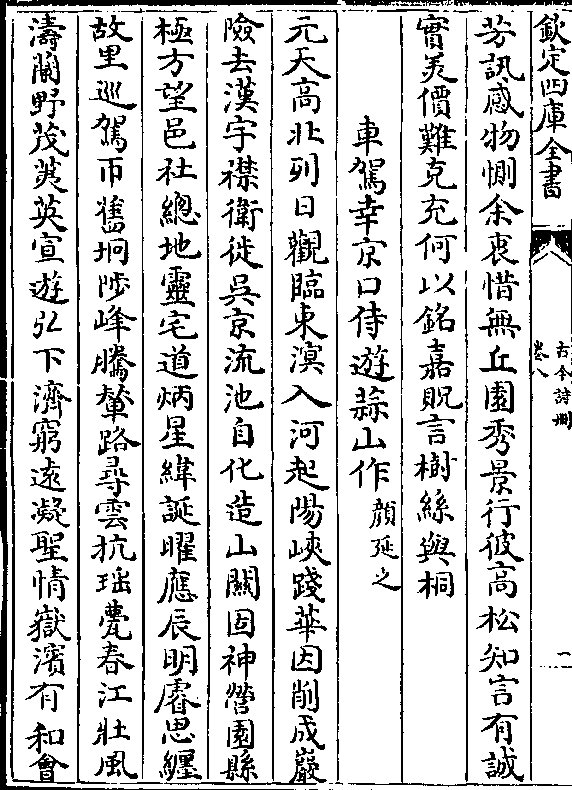 欽定四庫全書
古今詩刪
卷八
一
芳訊感物惻余衷惜無丘園秀景行彼高松知言有誠
實美價難克充何以銘嘉貺言樹絲與桐
車駕幸京口侍遊蒜山作顏延之
元天高北列日觀臨東溟入河起陽峽踐華因削成巖
險去漢宇襟衛徙吳京流池自化造山關固神營園縣
極方望邑社總地靈宅道炳星緯誕曜應辰明睿思纒
故里巡駕帀舊坰陟峰騰輦路尋雲抗瑶甍春江壯風
濤蘭野茂荑英宣遊弘下濟窮遠凝聖情嶽濱有和會